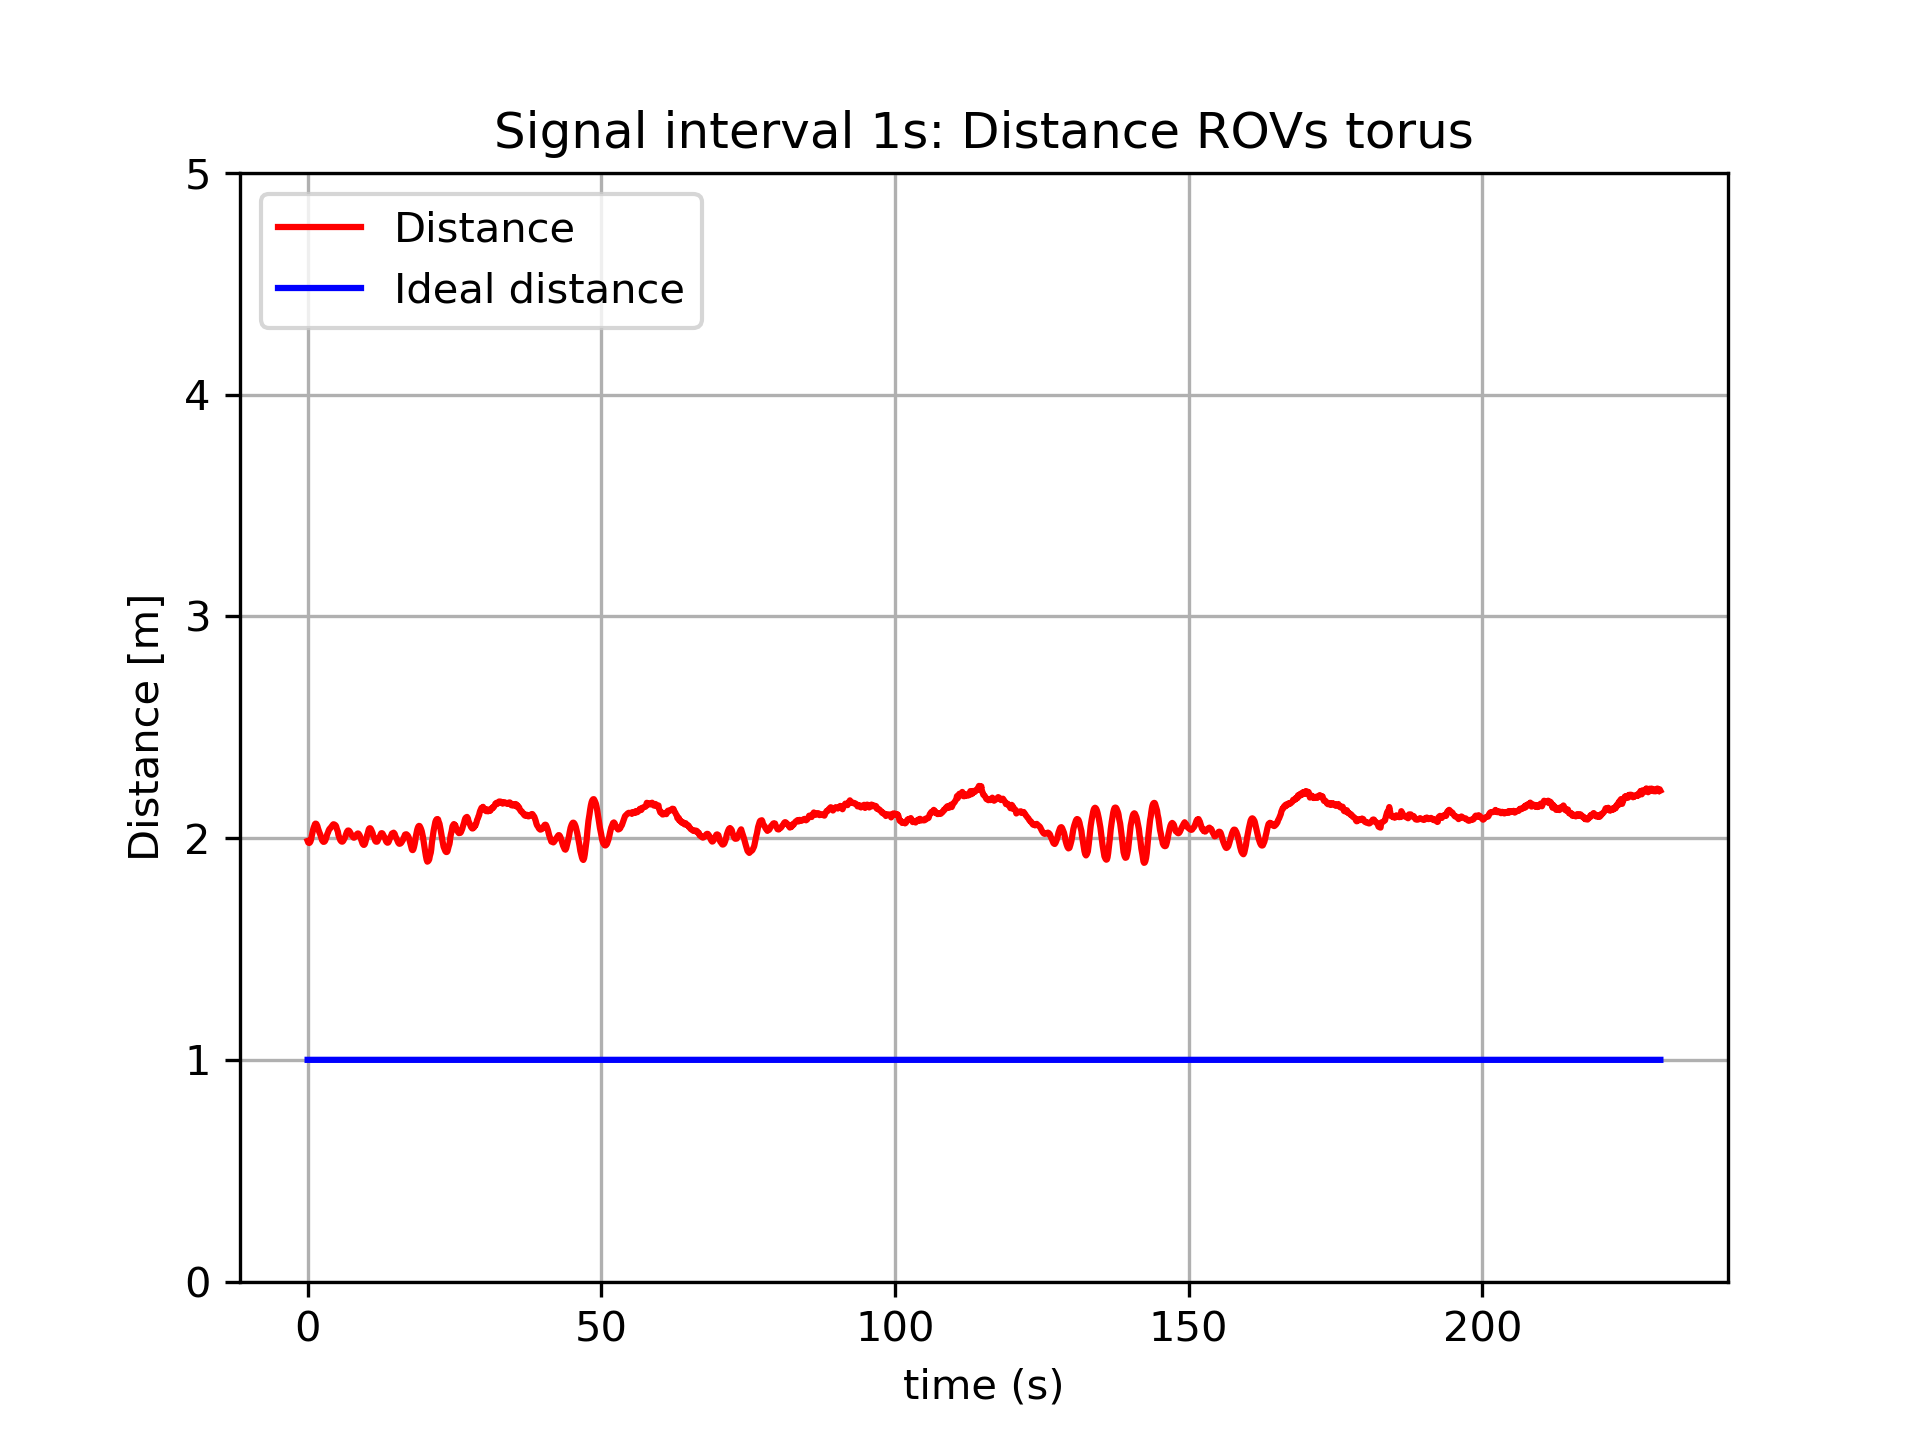 Signal interval 1s: Distance ROVs torus
Distance
Ideal distance
Distance [m]
5
4
3
2
1
0
0 50 100 150 200
time (s)